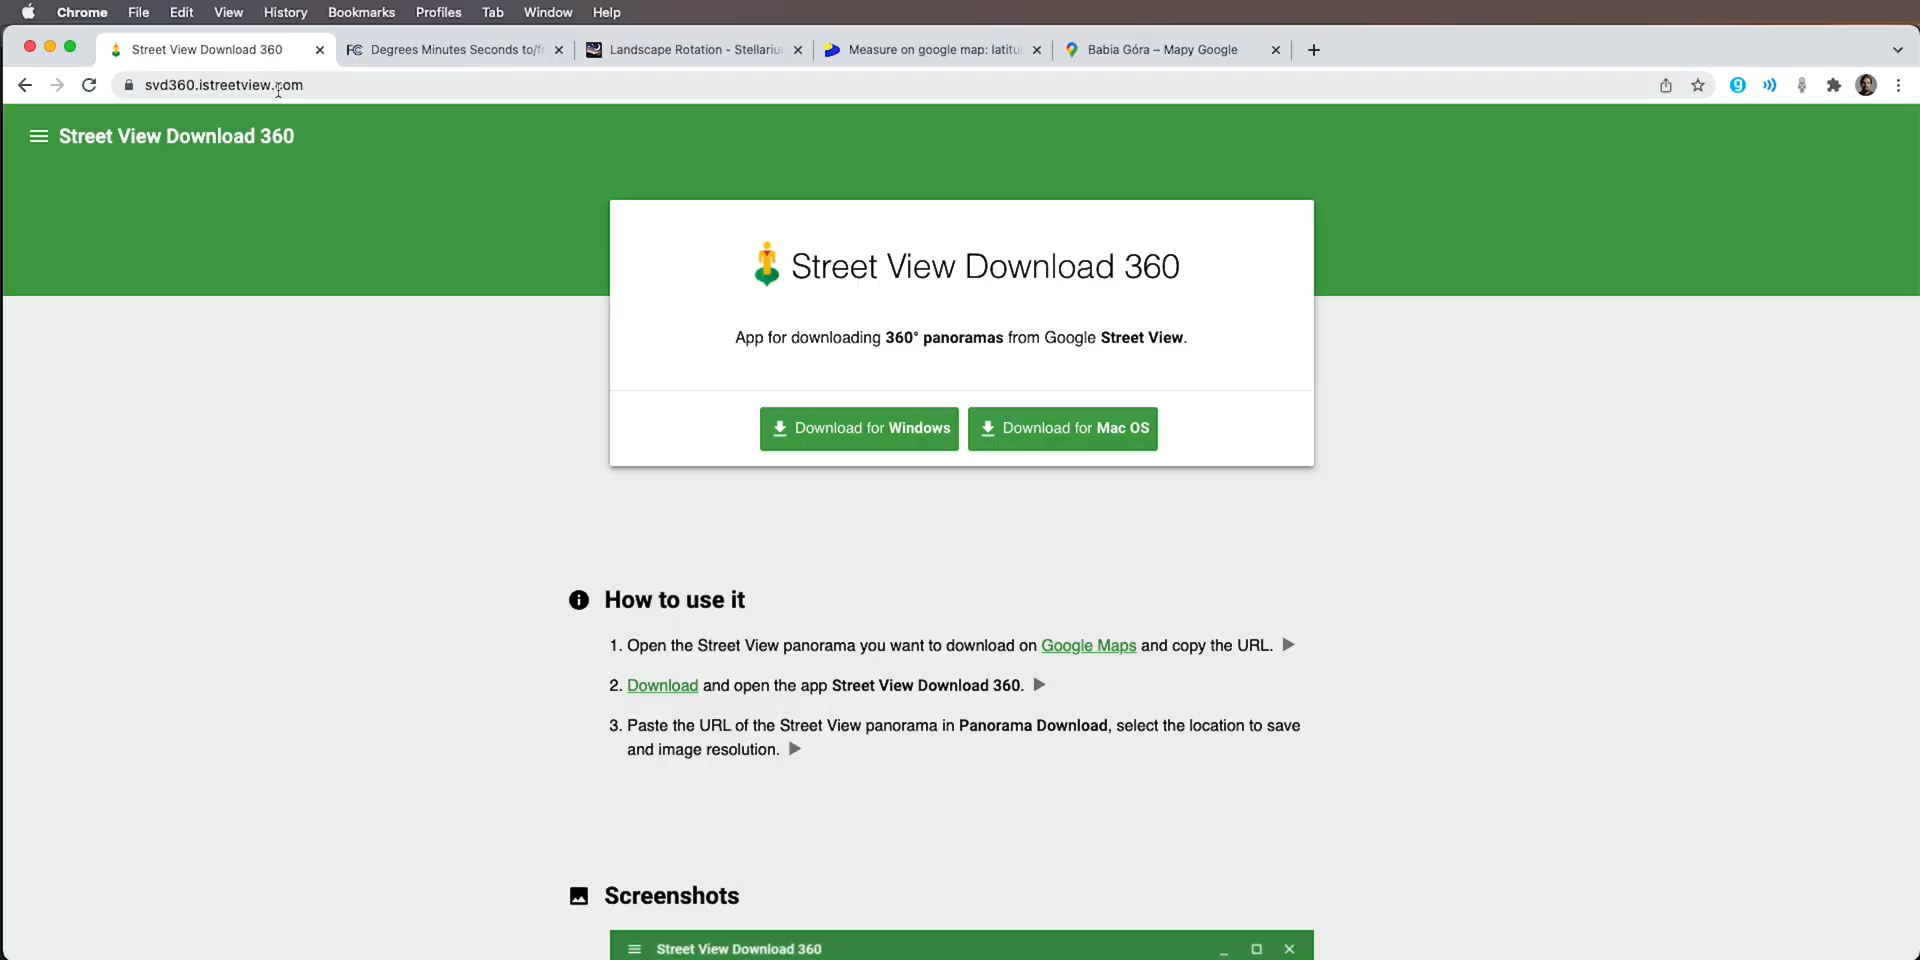 Chrome File Edit View History Bookmarks Profiles Tab Window Help
Street View Download 360
FC Degrees Minutes Seconds to/fr
Landscape Rotation - Stellariu
Measure on google map: latitu
Babia Góra – Mapy Google
svd360.istreetview.com
Street View Download 360
Street View Download 360
App for downloading 360° panoramas from Google Street View.
Download for Windows
Download for Mac OS
How to use it
1. Open the Street View panorama you want to download on Google Maps and copy the URL.
2. Download and open the app Street View Download 360.
3. Paste the URL of the Street View panorama in Panorama Download, select the location to save
and image resolution.
Screenshots
Street View Download 360